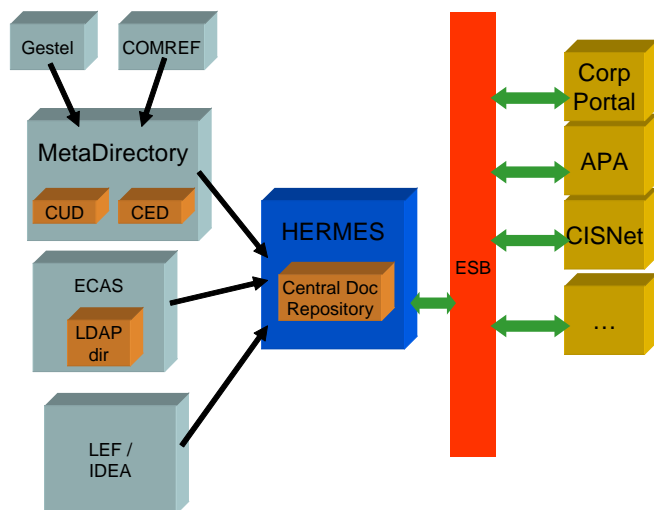 Gestel
COMREF
MetaDirectory
CUD
CED
ECAS
LDAP
dir
LEF /
IDEA
HERMES
Central Doc
Repository
ESB
Corp
Portal
APA
CISNet
…